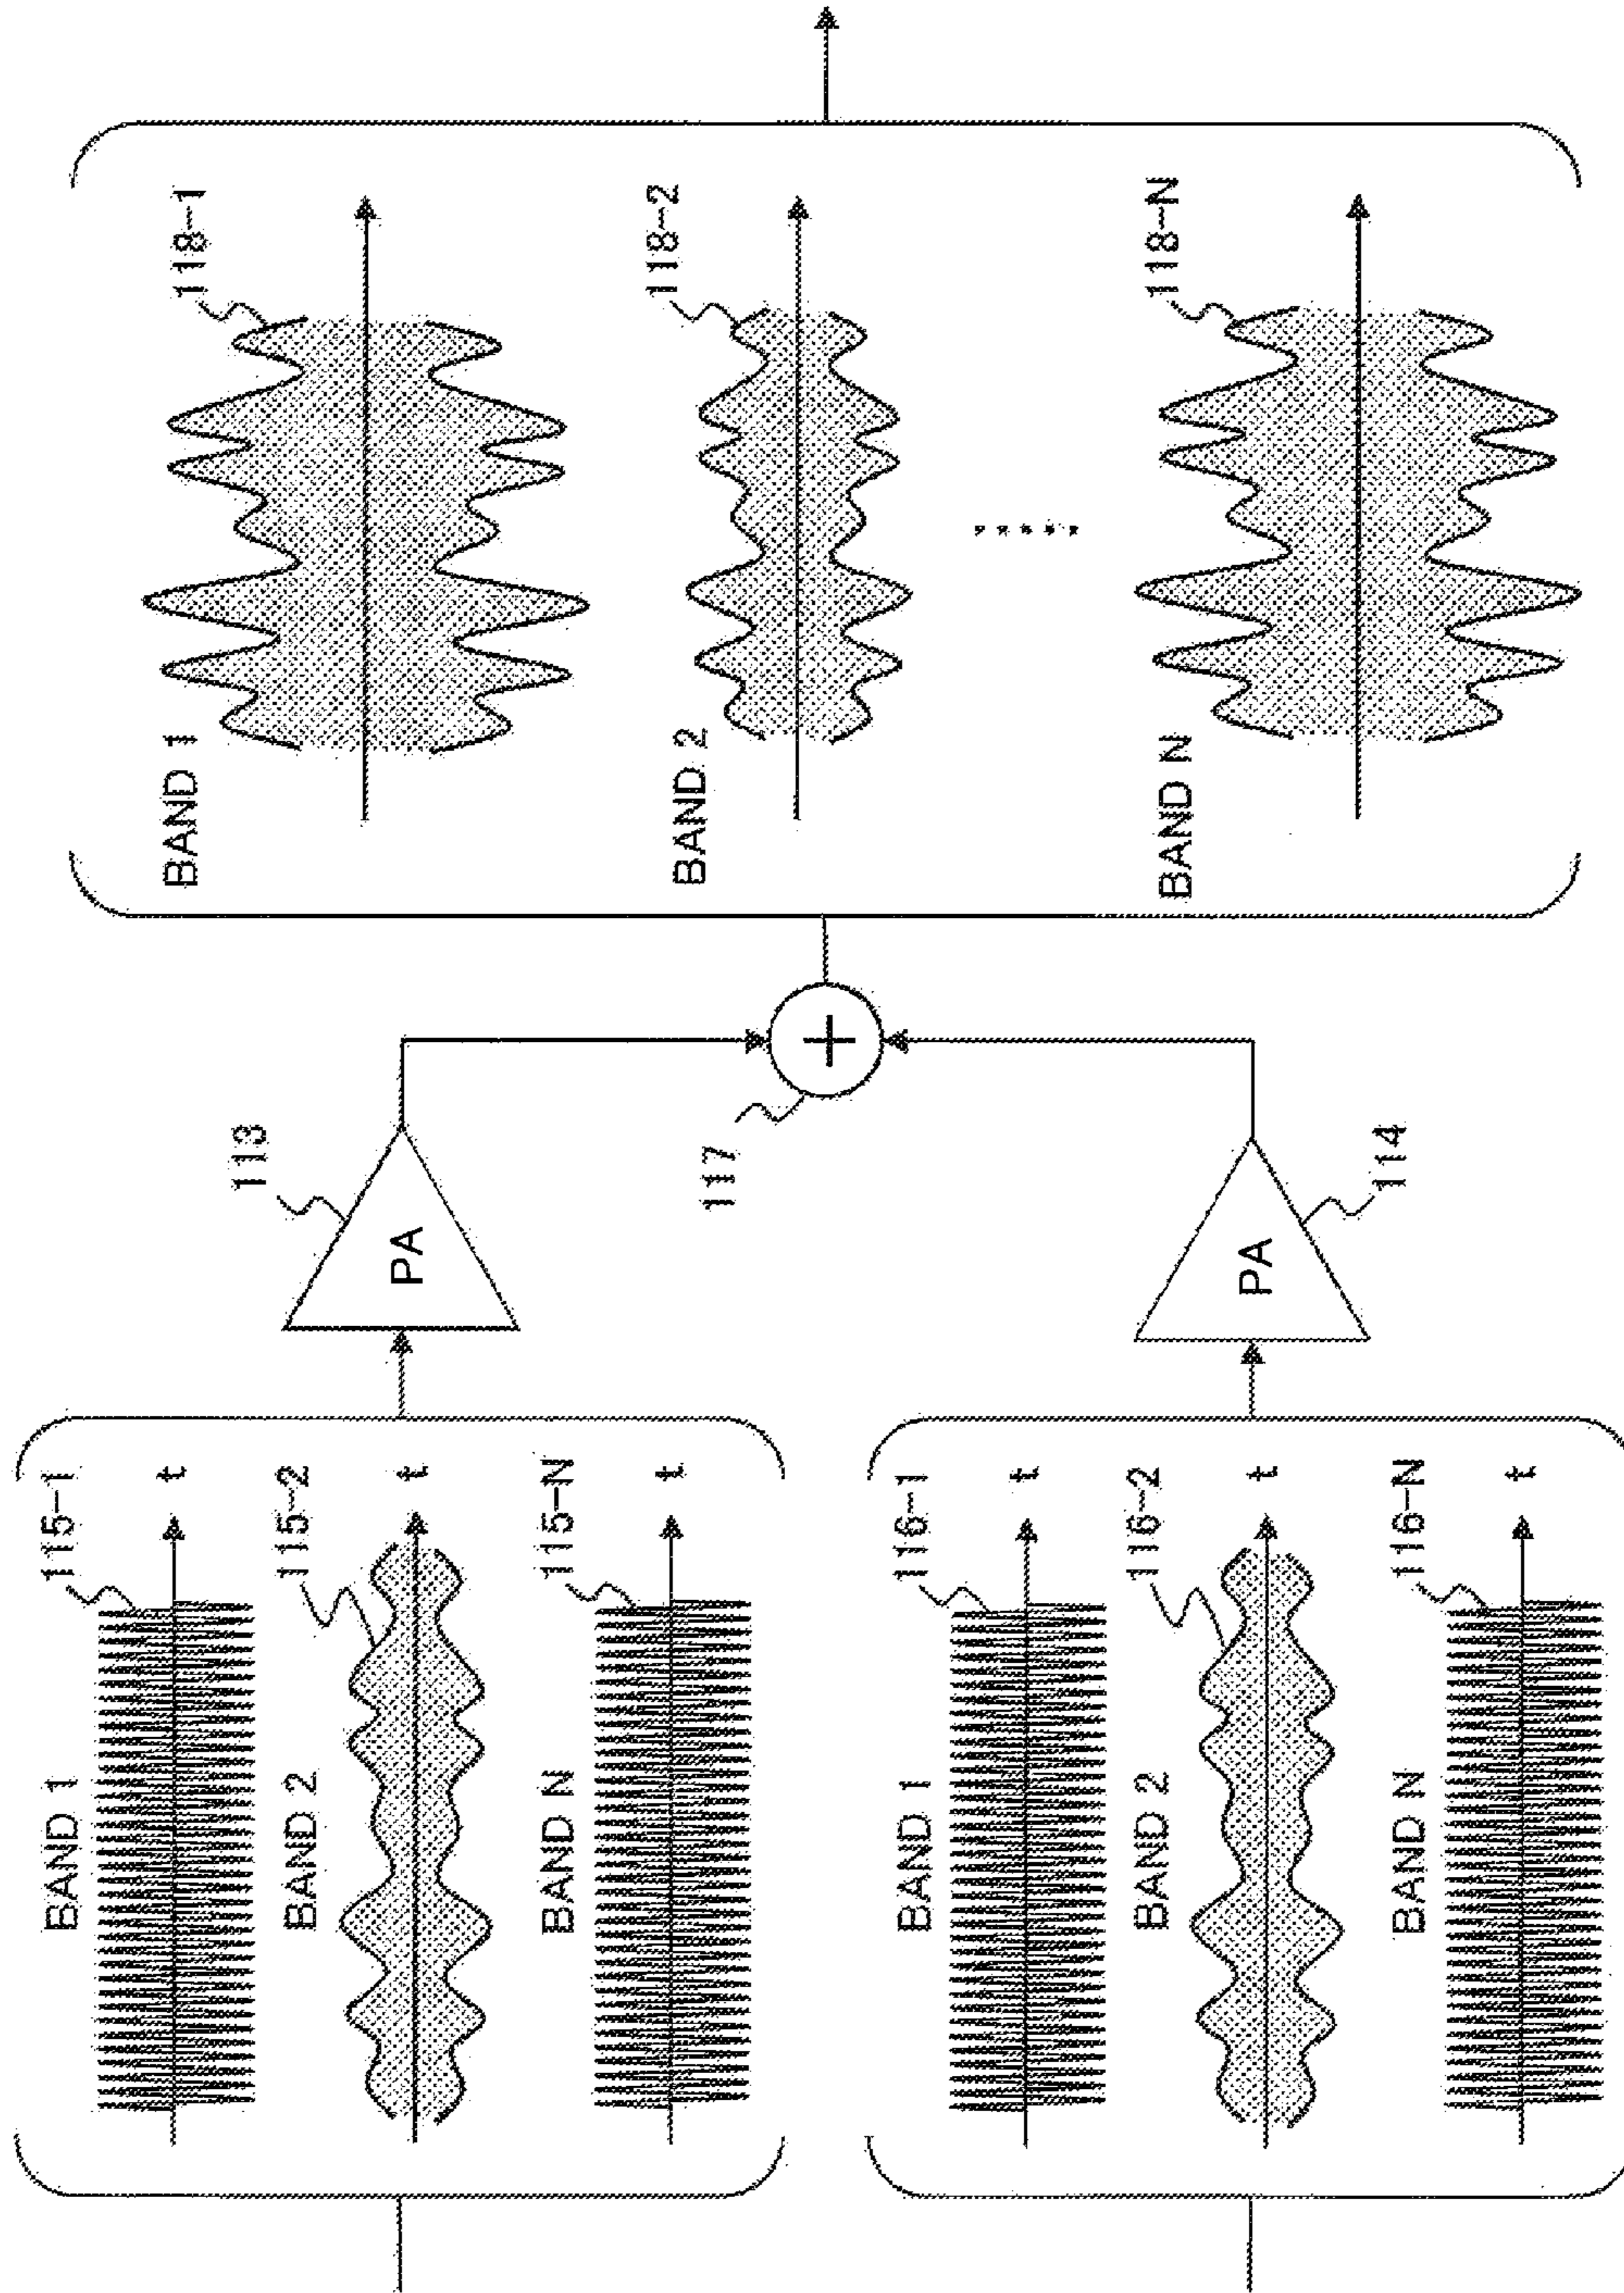 BAND 1
115-1
t
BAND 2
115-2
t
BAND N
115-N
t
BAND 1
116-1
t
BAND 2
116-2
t
BAND N
116-N
t
PA
113
PA
114
117
+
BAND 1
118-1
BAND 2
118-2
.....
BAND N
118-N